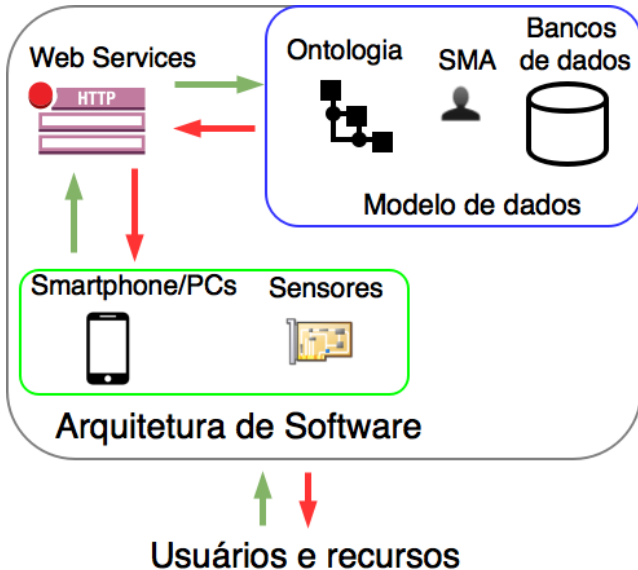 Web Services
HTTP
Ontologia
SMA
Bancos
de dados
Modelo de dados
Smartphone/PCs
Sensores
Arquitetura de Software
Usuários e recursos